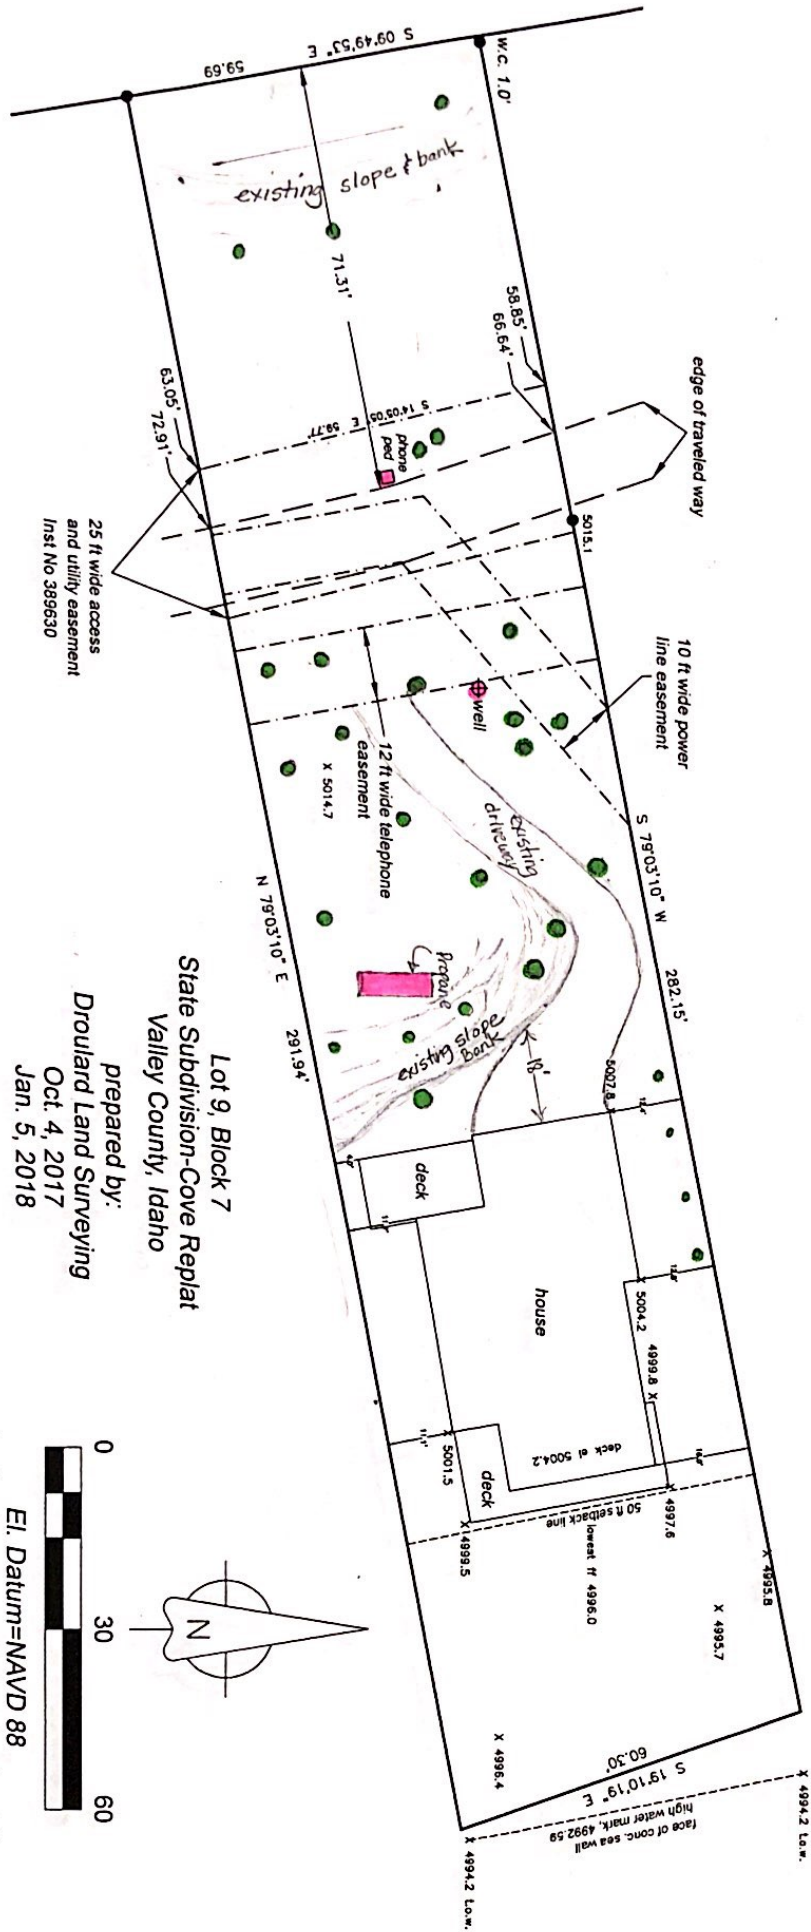 S 09°49'53" E
59.69
W.C. 1.0'
existing slope & bank
71.31'
58.85'
66.64'
63.05'
72.91'
S 14°05'05" E 59.77'
phone
ped
edge of traveled way
5015.1
25 ft wide access
and utility easement
Inst No 389630
10 ft wide power
line easement
well
12 ft wide telephone
easement
X 5014.7
existing
driveway
S 79°03'10" W
282.15'
N 79°03'10" E
291.94'
Propane
existing slope
Bank
18'
5007.8
12.4'
deck
house
5004.2
4999.8 X
deck el 5004.2
11.1'
X 5001.5
deck
X 4999.5
X 4997.6
50 ft setback line
lowest ff 4996.0
X 4995.8
X 4995.7
X 4996.4
60.30'
S 19°10'19" E
high water mark, 4992.59
face of conc. sea wall
X 4994.2 t.o.w.
X 4994.2 t.o.w.
Lot 9, Block 7
State Subdivision-Cove Replat
Valley County, Idaho
prepared by:
Droulard Land Surveying
Oct. 4, 2017
Jan. 5, 2018
N
0 30 60
El. Datum=NAVD 88